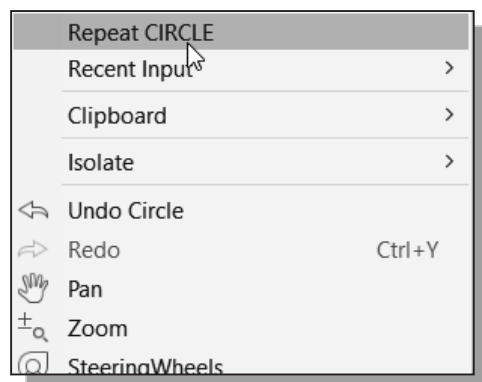 Repeat CIRCLE
Recent Input >
Clipboard >
Isolate >
Undo Circle
Redo Ctrl+Y
Pan
Zoom
SteeringWheels